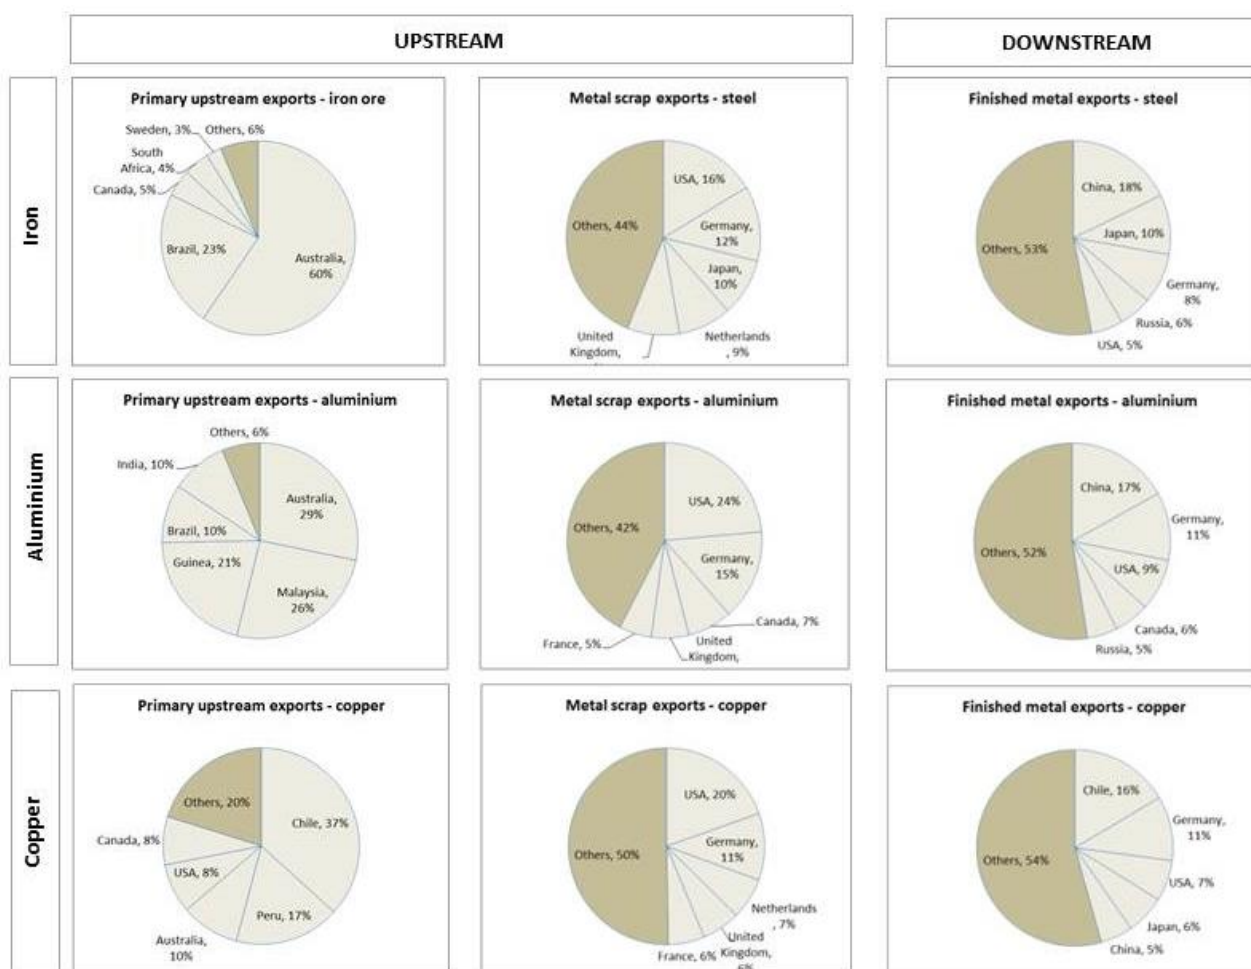 UPSTREAM
DOWNSTREAM
Iron
Primary upstream exports - iron ore
Sweden, 3%
Others, 6%
South
Africa, 4%
Canada, 5%
Brazil, 23%
Australia,
60%
Metal scrap exports - steel
USA, 16%
Others, 44%
Germany,
12%
Japan,
10%
United
Kingdom,
Netherlands
, 9%
Finished metal exports - steel
China, 18%
Japan, 10%
Others, 53%
Germany,
8%
Russia, 6%
USA, 5%
Aluminium
Primary upstream exports - aluminium
Others, 6%
India, 10%
Australia,
29%
Brazil, 10%
Guinea, 21%
Malaysia,
26%
Metal scrap exports - aluminium
USA, 24%
Others, 42%
Germany,
15%
Canada, 7%
France, 5%
United
Kingdom,
Finished metal exports - aluminium
China, 17%
Germany,
11%
Others, 52%
USA, 9%
Canada, 6%
Russia, 5%
Copper
Primary upstream exports - copper
Others, 20%
Chile, 37%
Canada, 8%
USA, 8%
Peru, 17%
Australia,
10%
Metal scrap exports - copper
USA, 20%
Germany,
11%
Others, 50%
Netherlands
, 7%
United
Kingdom,
6%
France, 6%
Finished metal exports - copper
Chile, 16%
Germany,
11%
Others, 54%
USA, 7%
Japan, 6%
China, 5%